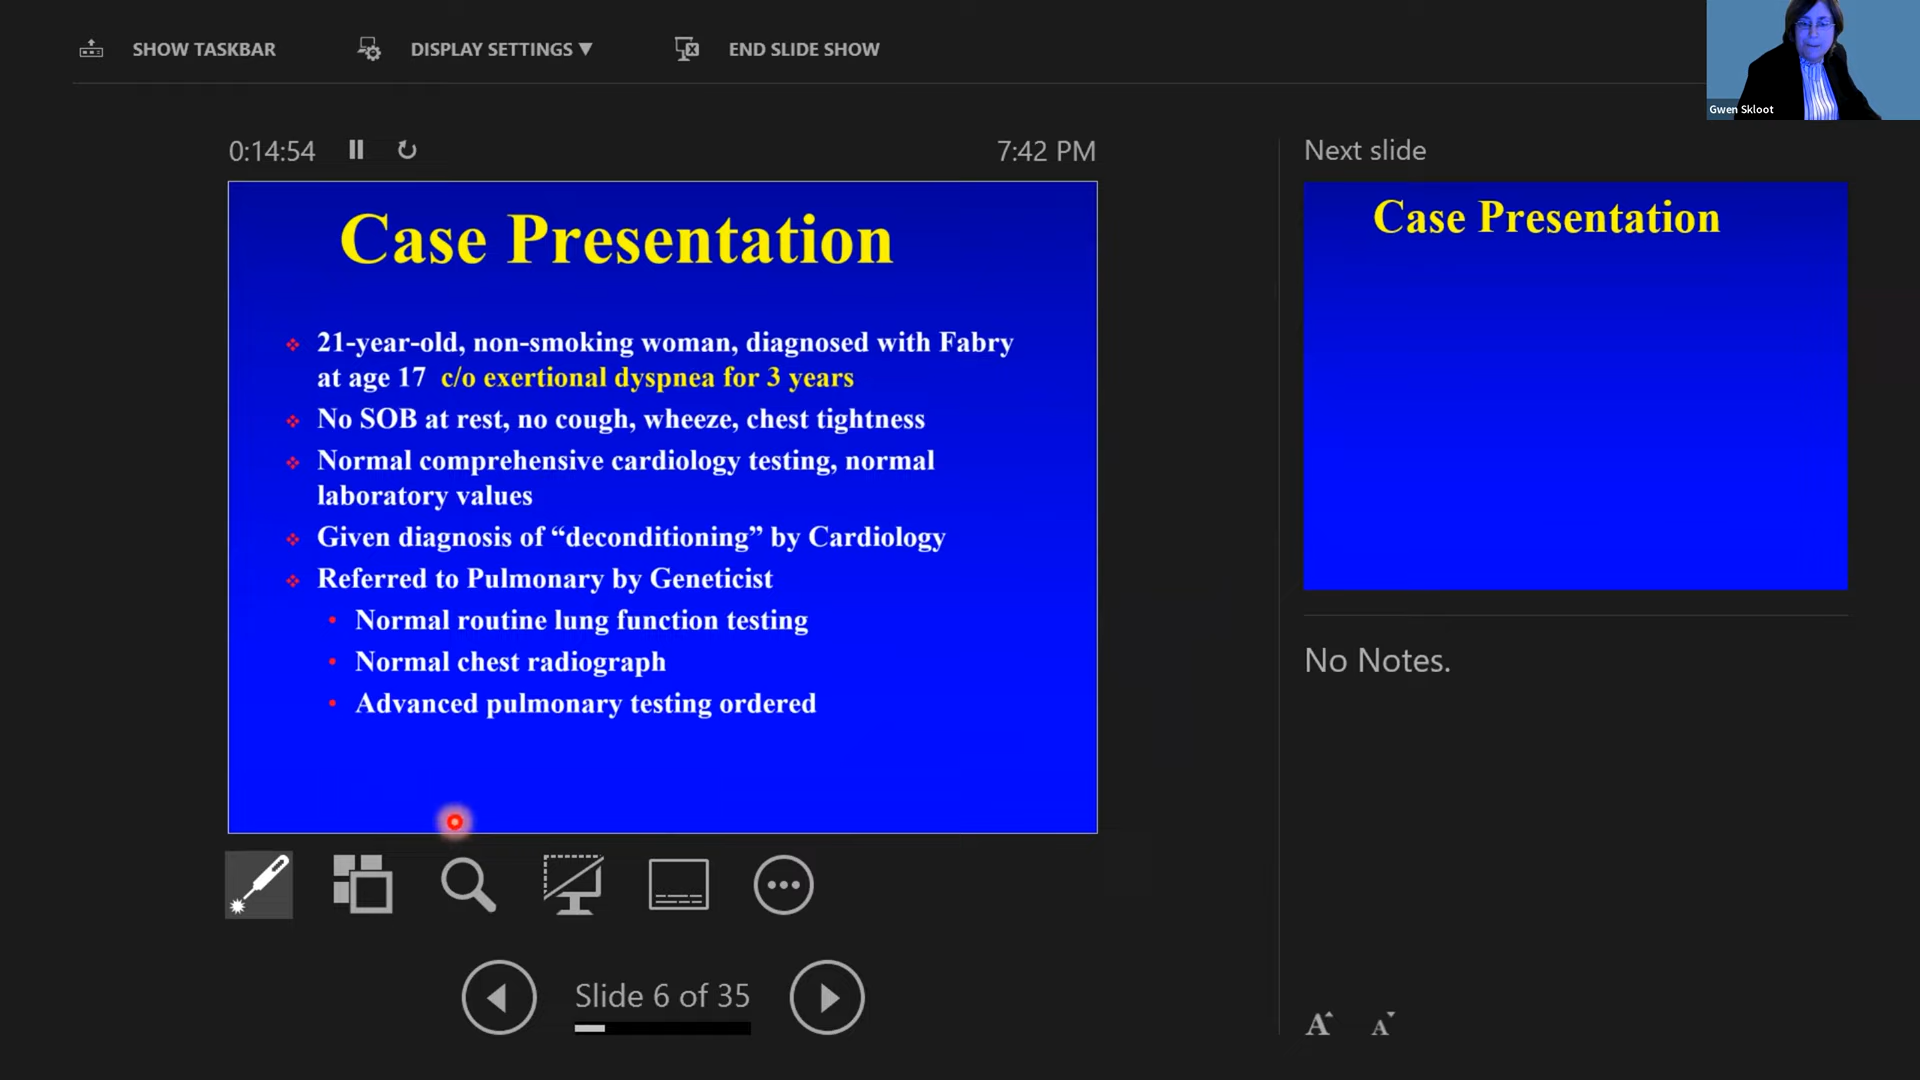 SHOW TASKBAR
DISPLAY SETTINGS ▼
END SLIDE SHOW
Gwen Skloot
0:14:54
7:42 PM
Next slide
Case Presentation
21-year-old, non-smoking woman, diagnosed with Fabry
at age 17 c/o exertional dyspnea for 3 years
No SOB at rest, no cough, wheeze, chest tightness
Normal comprehensive cardiology testing, normal
laboratory values
Given diagnosis of “deconditioning” by Cardiology
Referred to Pulmonary by Geneticist
Normal routine lung function testing
Normal chest radiograph
Advanced pulmonary testing ordered
Case Presentation
No Notes.
Slide 6 of 35
A A